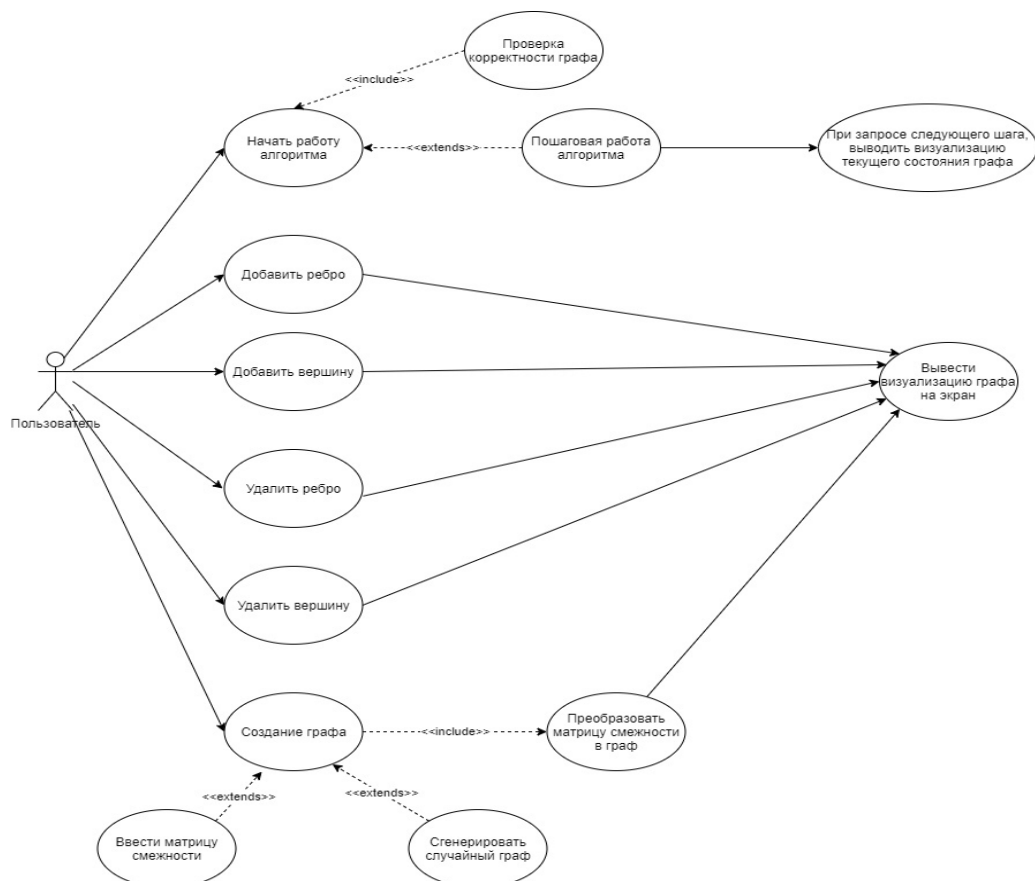 Проверка
корректности графа
<<include>>
Начать работу
алгоритма
<<extends>>
Пошаговая работа
алгоритма
При запросе следующего шага,
выводить визуализацию
текущего состояния графа
Добавить ребро
Добавить вершину
Вывести
визуализацию графа
на экран
Пользователь
Удалить ребро
Удалить вершину
Создание графа
<<include>>
Преобразовать
матрицу смежности
в граф
<<extends>>
<<extends>>
Ввести матрицу
смежности
Сгенерировать
случайный граф